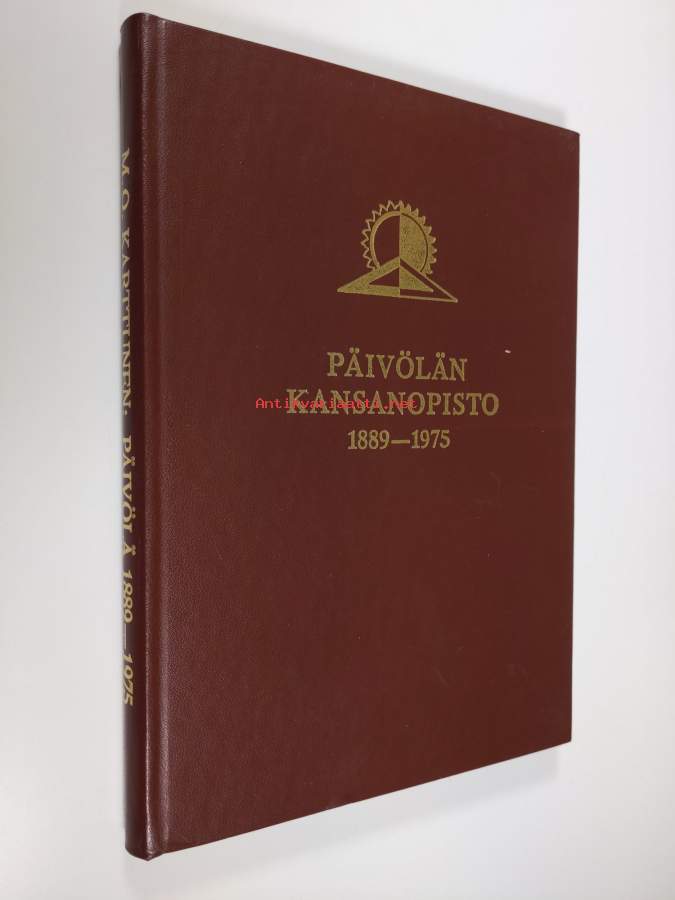 M. O. KARTTUNEN: PÄIVÖLÄ 1889—1975
PÄIVÖLÄN
KANSANOPISTO
Antikvariaatti.net
1889—1975